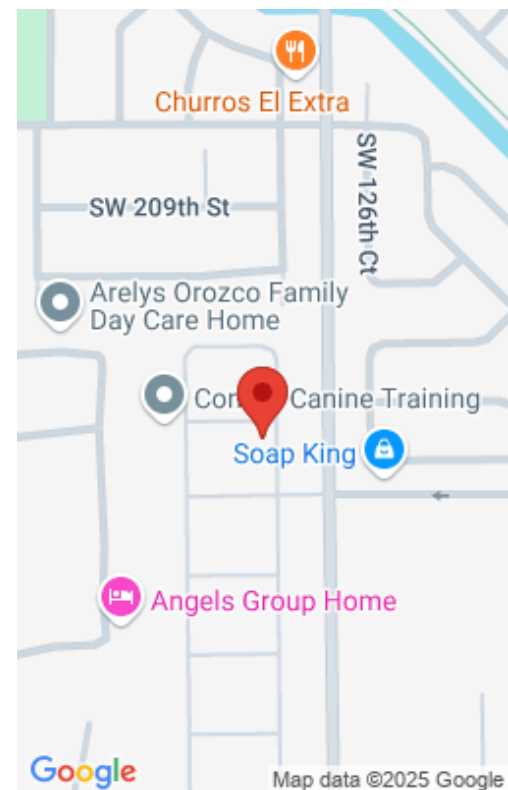 Churros El Extra
SW 126th Ct
SW 209th St
Arelys Orozco Family
Day Care Home
Canine Training
Soap King
Angels Group Home
Google
Map data ©2025 Google